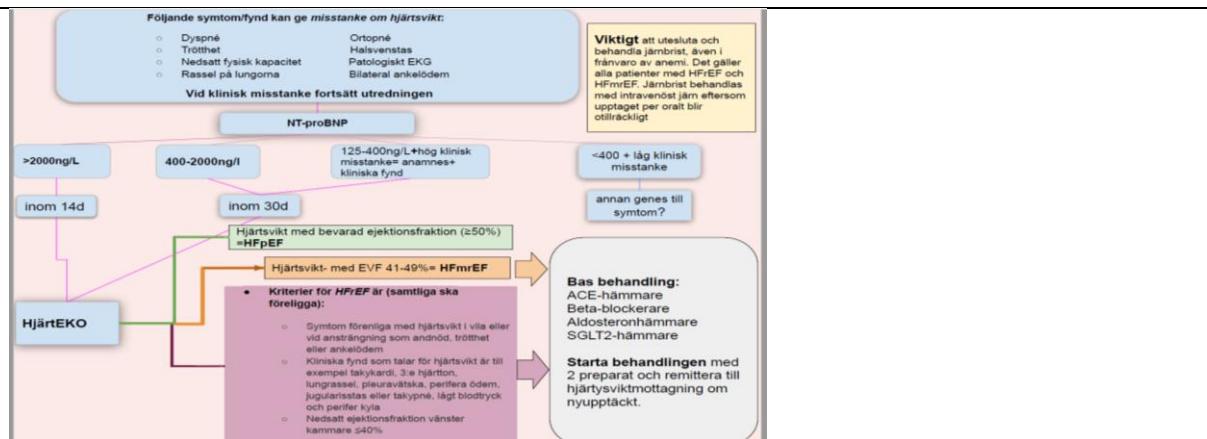 Följande symtom/fynd kan ge misstanke om hjärtsvikt:
○ Dyspné
○ Trötthet
○ Nedsatt fysisk kapacitet
○ Rassel på lungorna
Ortopné
Halsvenstas
Patologiskt EKG
Bilateral ankelödem
Vid klinisk misstanke fortsätt utredningen
Viktigt att utesluta och
behandla järnbrist, även i
frånvaro av anemi. Det gäller
alla patienter med HFrEF och
HFmrEF. Järnbrist behandlas
med intravenöst järn eftersom
upptaget per oralt blir
otillräckligt
NT-proBNP
>2000ng/L
400-2000ng/l
125-400ng/L+hög klinisk
misstanke= anamnes+
kliniska fynd
<400 + låg klinisk
misstanke
inom 14d
inom 30d
annan genes till
symtom?
Hjärtsvikt med bevarad ejektionsfraktion (≥50%)
=HFpEF
Hjärtsvikt- med EVF 41-49%= HFmrEF
HjärtEKO
● Kriterier för HFrEF är (samtliga ska
föreligga):
○ Symtom förenliga med hjärtsvikt i vila eller
vid ansträngning som andnöd, trötthet
eller ankelödem
○ Kliniska fynd som talar för hjärtsvikt är till
exempel takykardi, 3:e hjärtton,
lungrassel, pleuravätska, perifera ödem,
jugularisstas eller takypné, lågt blodtryck
och perifer kyla
○ Nedsatt ejektionsfraktion vänster
kammare ≤40%
Bas behandling:
ACE-hämmare
Beta-blockerare
Aldosteronhämmare
SGLT2-hämmare
Starta behandlingen med
2 preparat och remittera till
hjärtysviktmottagning om
nyupptäckt.